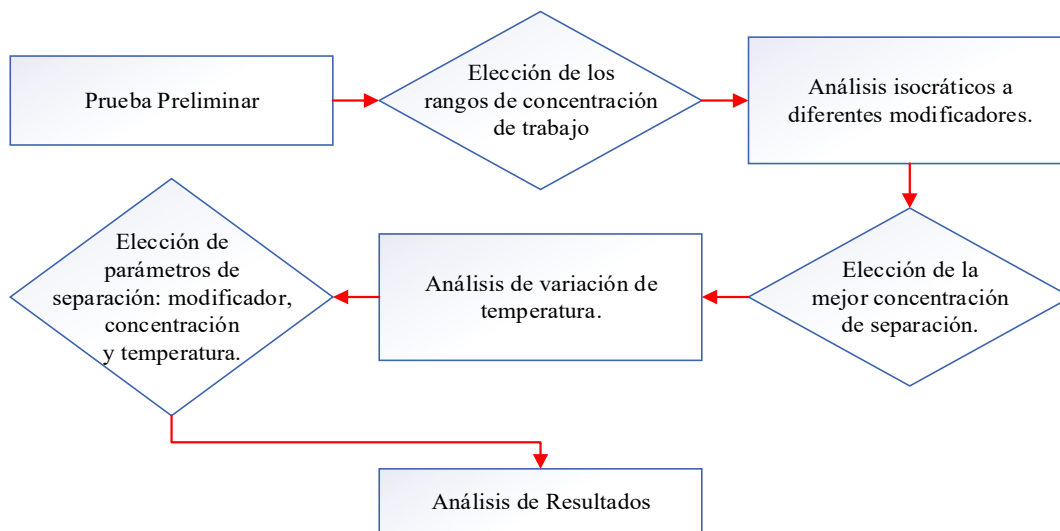 Prueba Preliminar
Elección de los
rangos de concentración
de trabajo
Análisis isocráticos a
diferentes modificadores.
Elección de la
mejor concentración
de separación.
Análisis de variación de
temperatura.
Elección de
parámetros de
separación: modificador,
concentración
y temperatura.
Análisis de Resultados